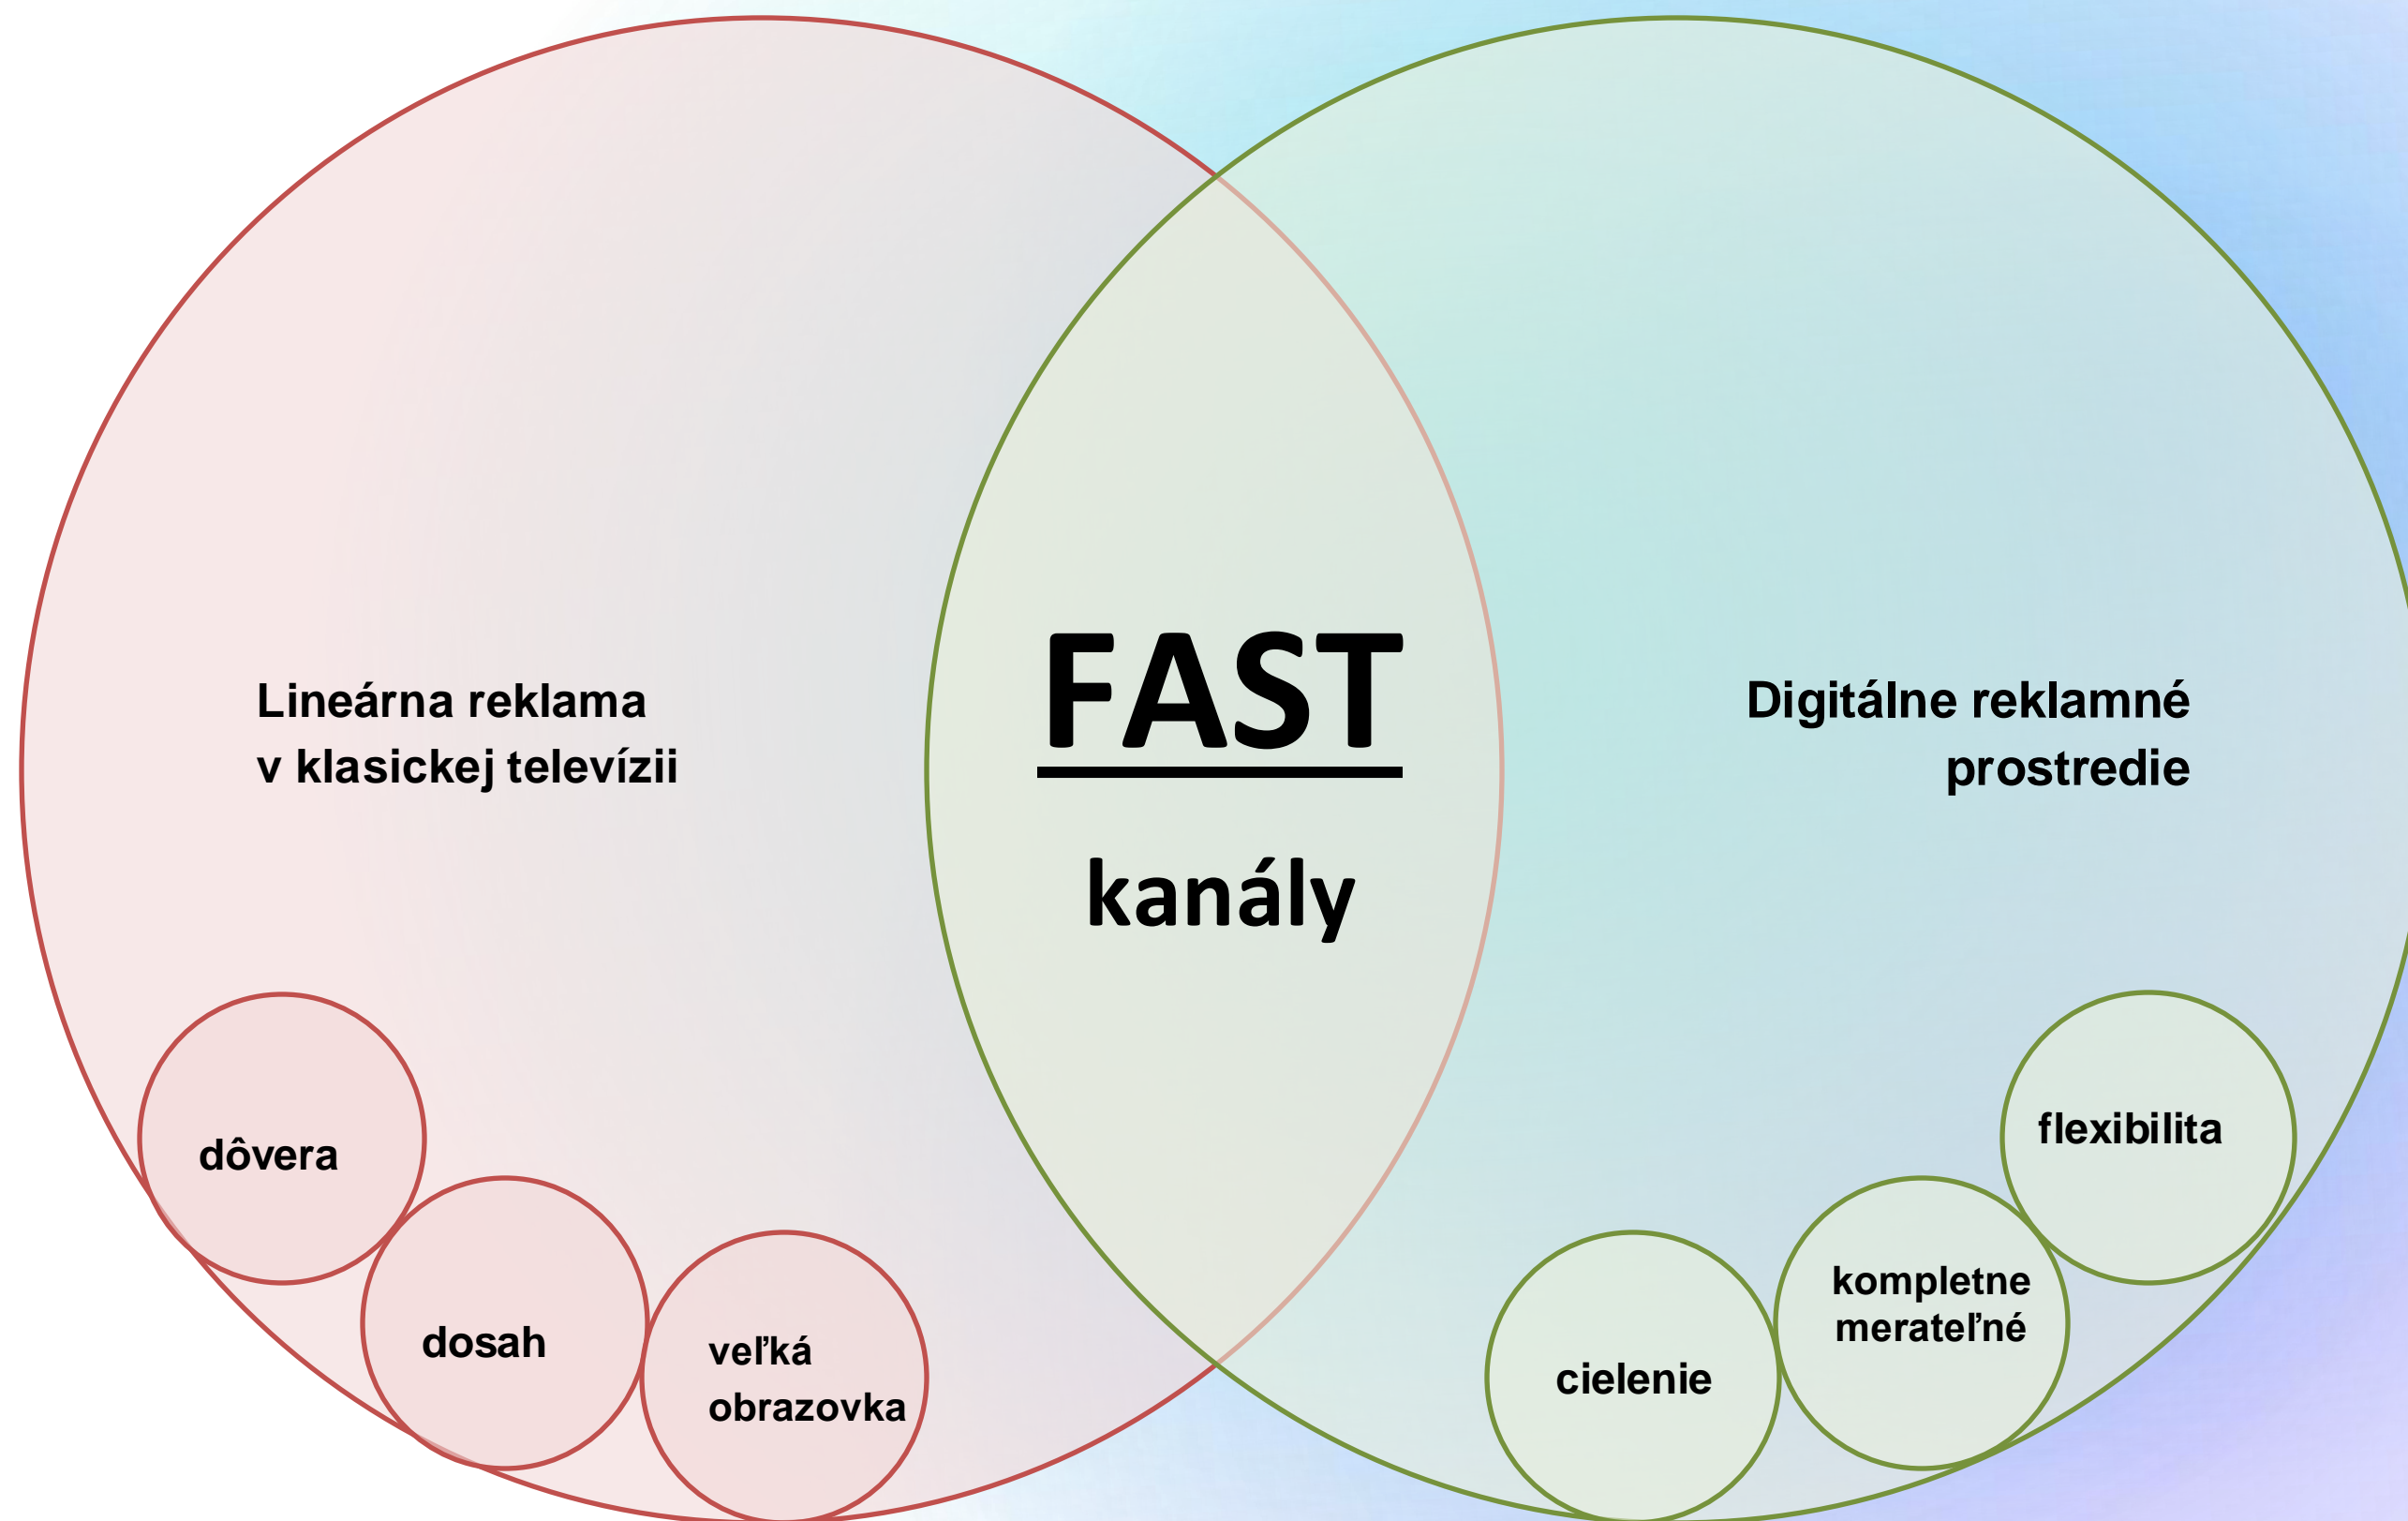 Lineárna reklama
v klasickej televízii
dôvera
dosah
veľká
obrazovka
FAST
kanály
Digitálne reklamné
prostredie
flexibilita
kompletne
merateľné
cielenie